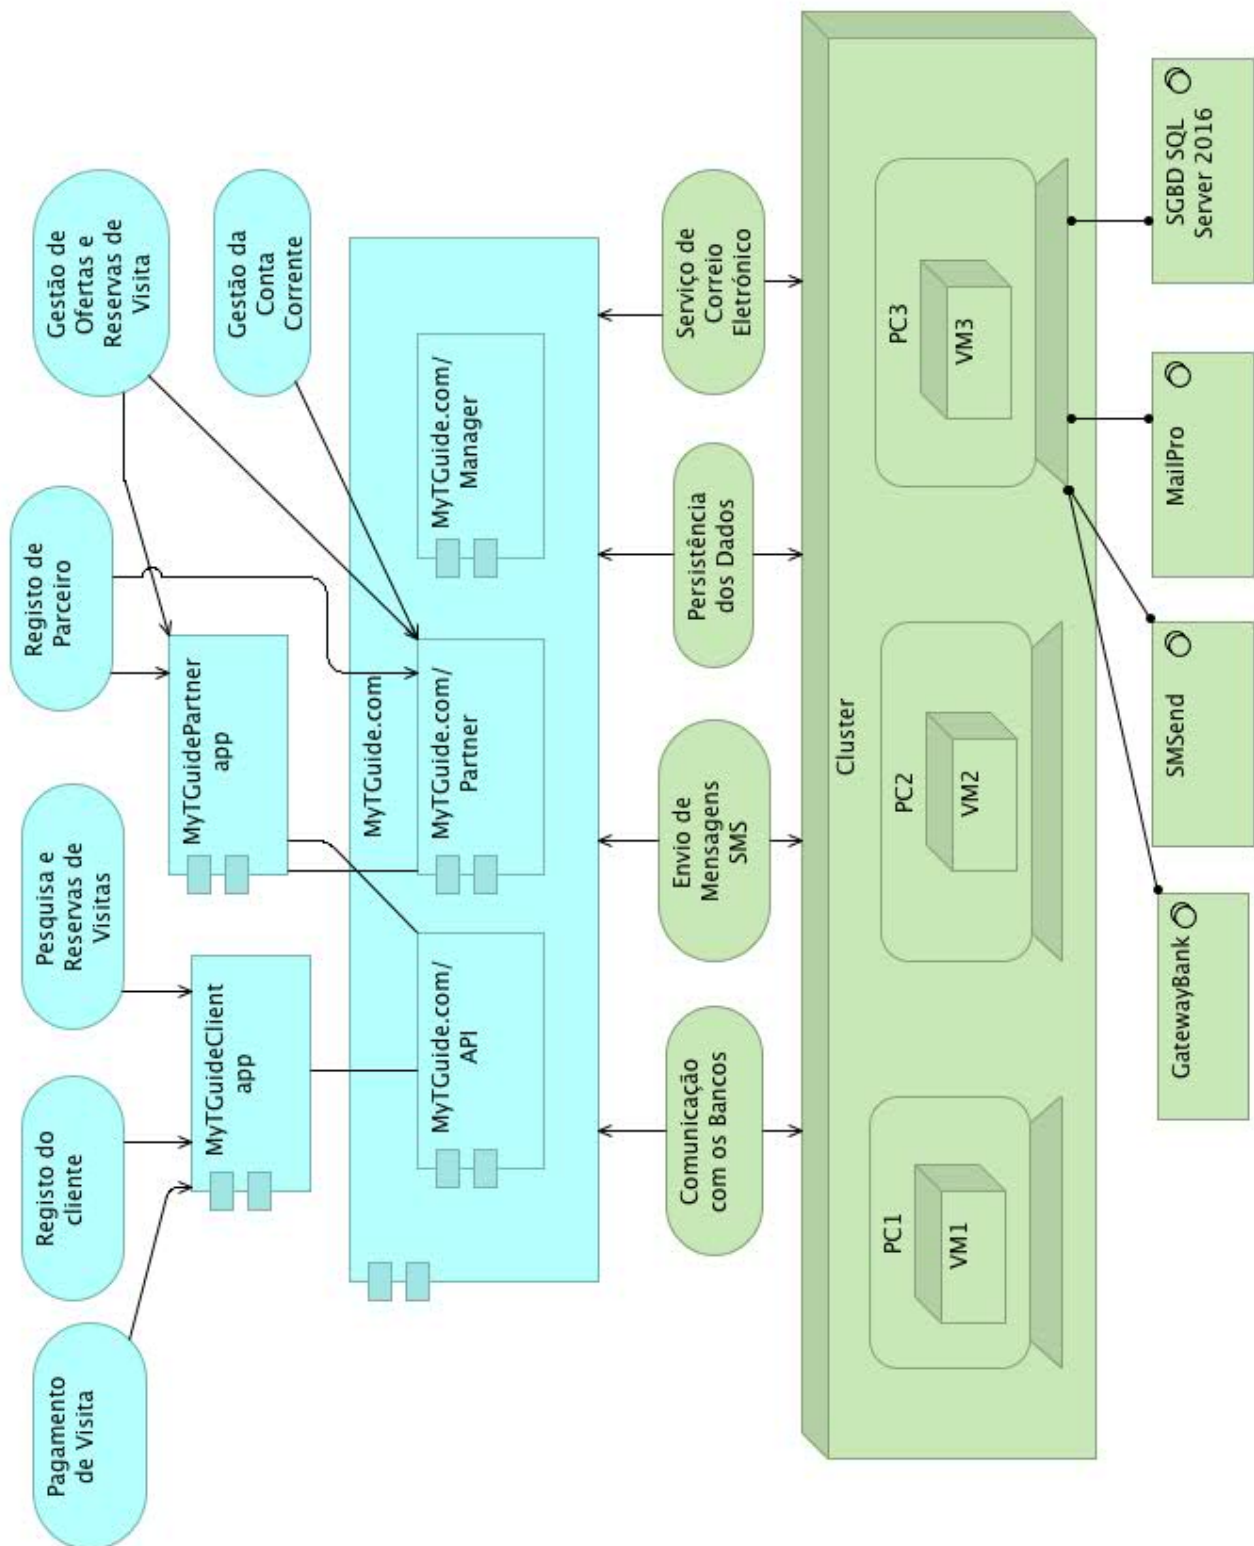 Pagamento
de Visita
Registo do
cliente
Pesquisa e
Reservas de
Visitas
Registo de
Parceiro
Gestão de
Ofertas e
Reservas de
Visita
Gestão da
Conta
Corrente
MyTGuideClient
app
MyTGuidePartner
app
MyTGuide.com
MyTGuide.com/
API
MyTGuide.com/
Partner
MyTGuide.com/
Manager
Comunicação
com os Bancos
Envio de
Mensagens
SMS
Persistência
dos Dados
Serviço de
Correio
Eletrónico
Cluster
PC1
VM1
PC2
VM2
PC3
VM3
GatewayBank
SMSend
MailPro
SGBD SQL
Server 2016